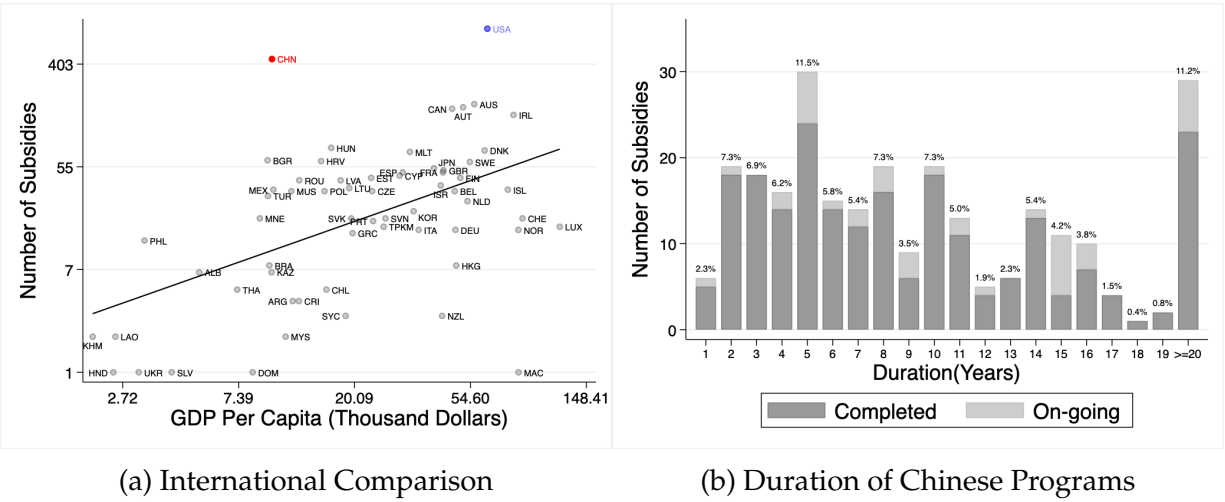 Number of Subsidies
403
55
7
1
USA
CHN
CAN
AUS
AUT
IRL
HUN
BGR
HRV
MLT
DNK
JPN
SWE
ESP
CYP
FRA
GBR
ROU
LVA
EST
FIN
MEX
TUR
MUS
POL
LTU
CZE
ISR
BEL
ISL
NLD
MNE
SVK
PRT
SVN
KOR
TPKM
GRC
ITA
DEU
CHE
NOR
LUX
PHL
BRA
ALB
KAZ
HKG
THA
CHL
ARG
CRI
SYC
NZL
KHM
LAO
MYS
HND
UKR
SLV
DOM
MAC
2.72 7.39 20.09 54.60 148.41
GDP Per Capita (Thousand Dollars)
(a) International Comparison
Number of Subsidies
30
20
10
0
2.3% 7.3% 6.9% 6.2% 11.5% 5.8% 5.4% 7.3% 3.5% 7.3% 5.0% 1.9% 2.3% 5.4% 4.2% 3.8% 1.5% 0.4% 0.8% 11.2%
1 2 3 4 5 6 7 8 9 10 11 12 13 14 15 16 17 18 19 >=20
Duration(Years)
Completed On-going
(b) Duration of Chinese Programs